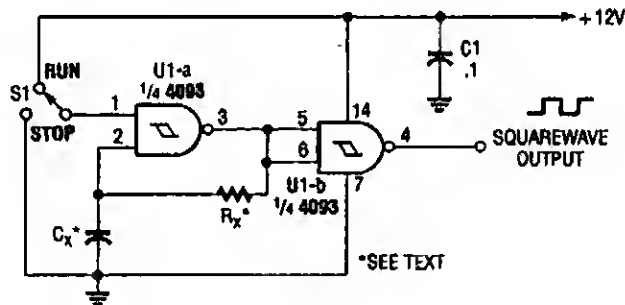 +12V
C1
.1
RUN
S1
STOP
U1-a
1/4 4093
1
2
3
5
6
14
4
7
U1-b
1/4 4093
SQUAREWAVE
OUTPUT
Rx*
Cx*
*SEE TEXT